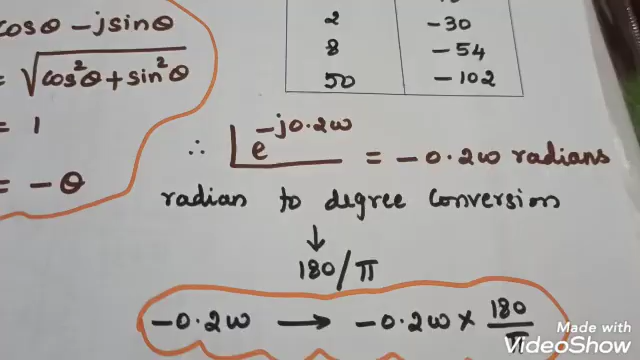 cosθ - jsinθ
= √cos²θ + sin²θ
= 1
= - θ
2 -30
8 -54
50 -102
∴ ∠e^-j0.2ω = -0.2ω radians
radian to degree conversion
↓
180/π
-0.2ω → -0.2ω × 180/π
Made with
VideoShow